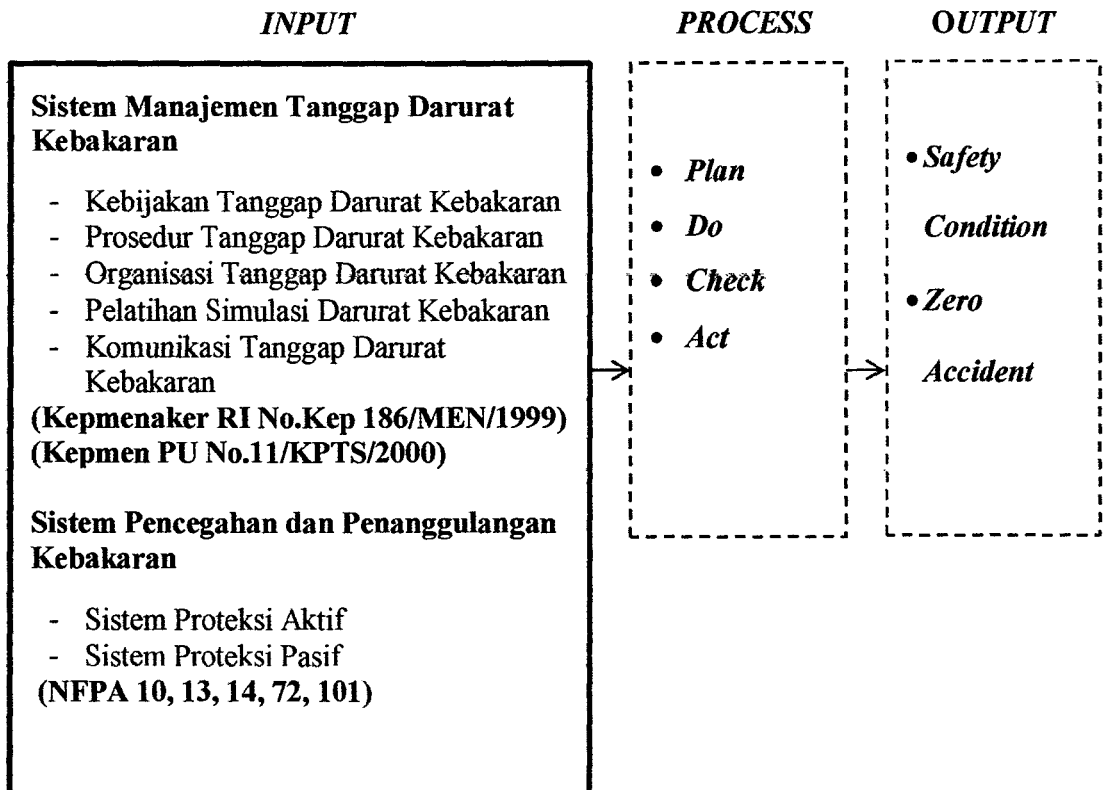 INPUT
PROCESS
OUTPUT
Sistem Manajemen Tanggap Darurat
Kebakaran
- Kebijakan Tanggap Darurat Kebakaran
- Prosedur Tanggap Darurat Kebakaran
- Organisasi Tanggap Darurat Kebakaran
- Pelatihan Simulasi Darurat Kebakaran
- Komunikasi Tanggap Darurat
Kebakaran
(Kepmenaker RI No.Kep 186/MEN/1999)
(Kepmen PU No.11/KPTS/2000)
Sistem Pencegahan dan Penanggulangan
Kebakaran
- Sistem Proteksi Aktif
- Sistem Proteksi Pasif
(NFPA 10, 13, 14, 72, 101)
• Plan
• Do
• Check
• Act
• Safety
Condition
• Zero
Accident